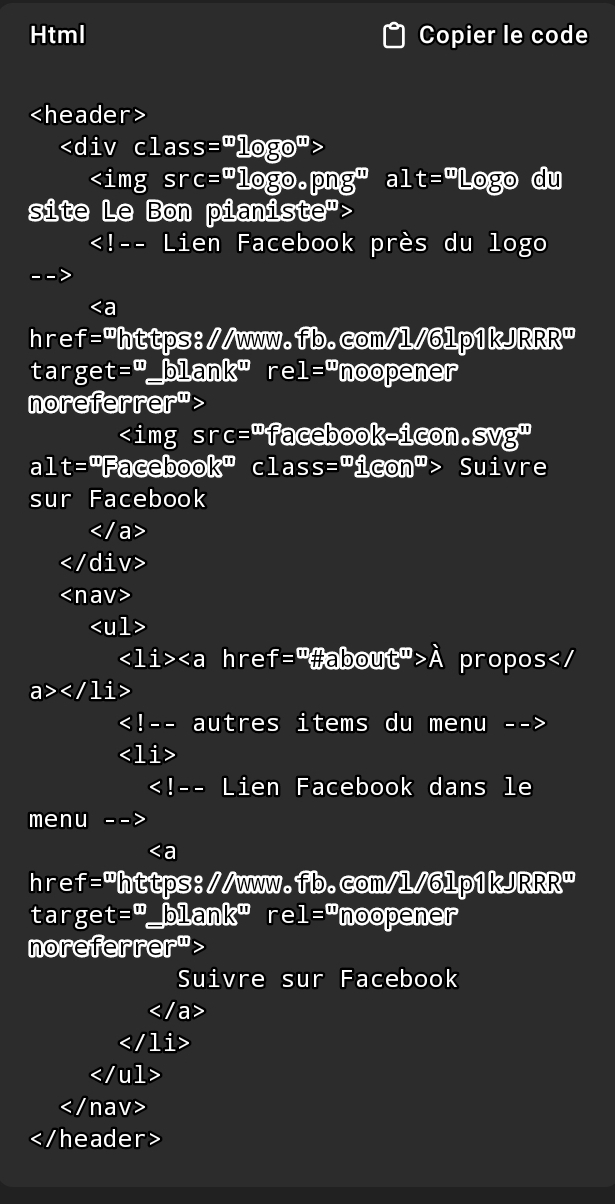 Html
Copier le code
<header>
  <div class="logo">
    <img src="logo.png" alt="Logo du
site Le Bon pianiste">
    <!-- Lien Facebook près du logo
-->
    <a
href="https://www.fb.com/l/6lp1kJRRR"
target="_blank" rel="noopener
noreferrer">
      <img src="facebook-icon.svg"
alt="Facebook" class="icon"> Suivre
sur Facebook
    </a>
  </div>
  <nav>
    <ul>
      <li><a href="#about">À propos</
a></li>
      <!-- autres items du menu -->
      <li>
        <!-- Lien Facebook dans le
menu -->
        <a
href="https://www.fb.com/l/6lp1kJRRR"
target="_blank" rel="noopener
noreferrer">
          Suivre sur Facebook
        </a>
      </li>
    </ul>
  </nav>
</header>